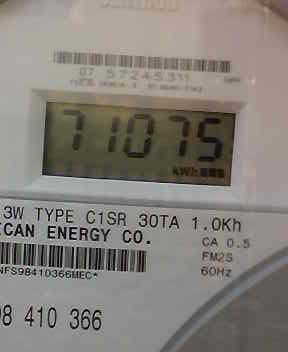 07 57245311
71075
kWh
3W TYPE C1SR 30TA 1.0Kh
CAN ENERGY CO.
CA 0.5
FM2S
60Hz
NFS98410366MEC*
98 410 366